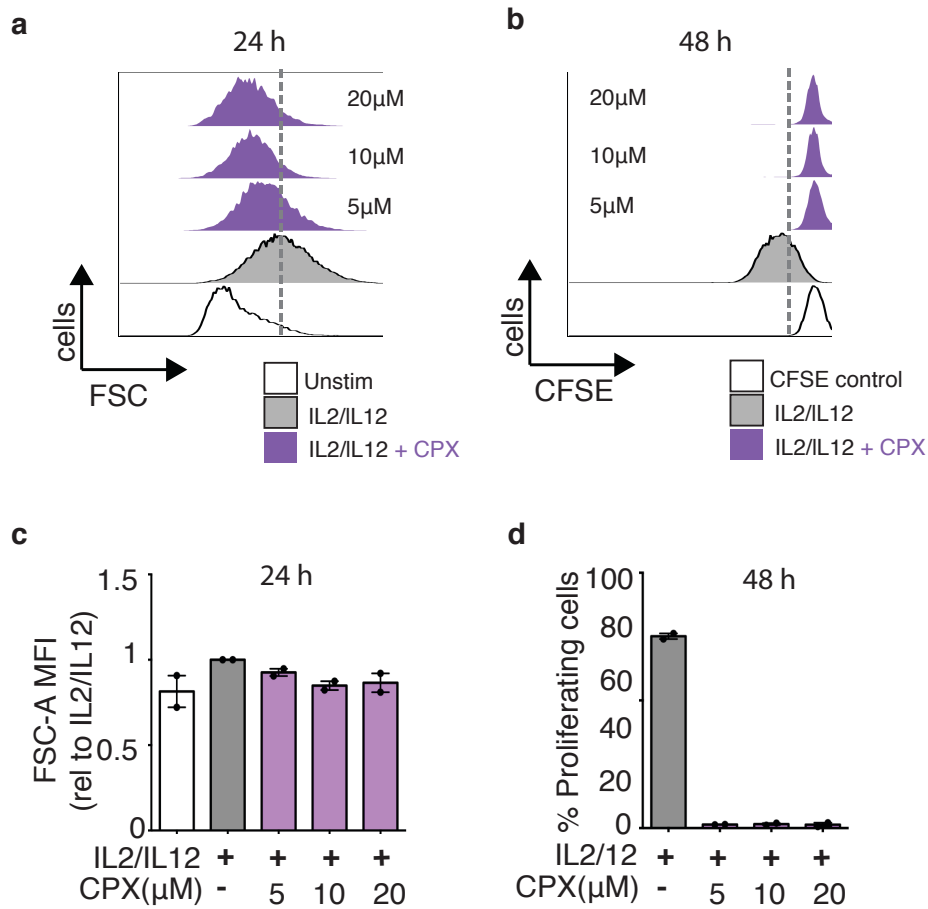 a
24 h
20µM
10µM
5µM
cells
FSC
Unstim
IL2/IL12
IL2/IL12 + CPX
b
48 h
20µM
10µM
5µM
cells
CFSE
CFSE control
IL2/IL12
IL2/IL12 + CPX
c
24 h
FSC-A MFI
(rel to IL2/IL12)
1.5
1
0.5
0
IL2/IL12 + + + +
CPX(µM) - 5 10 20
d
48 h
% Proliferating cells
100
80
60
40
20
0
IL2/12 + + + +
CPX(µM) - 5 10 20